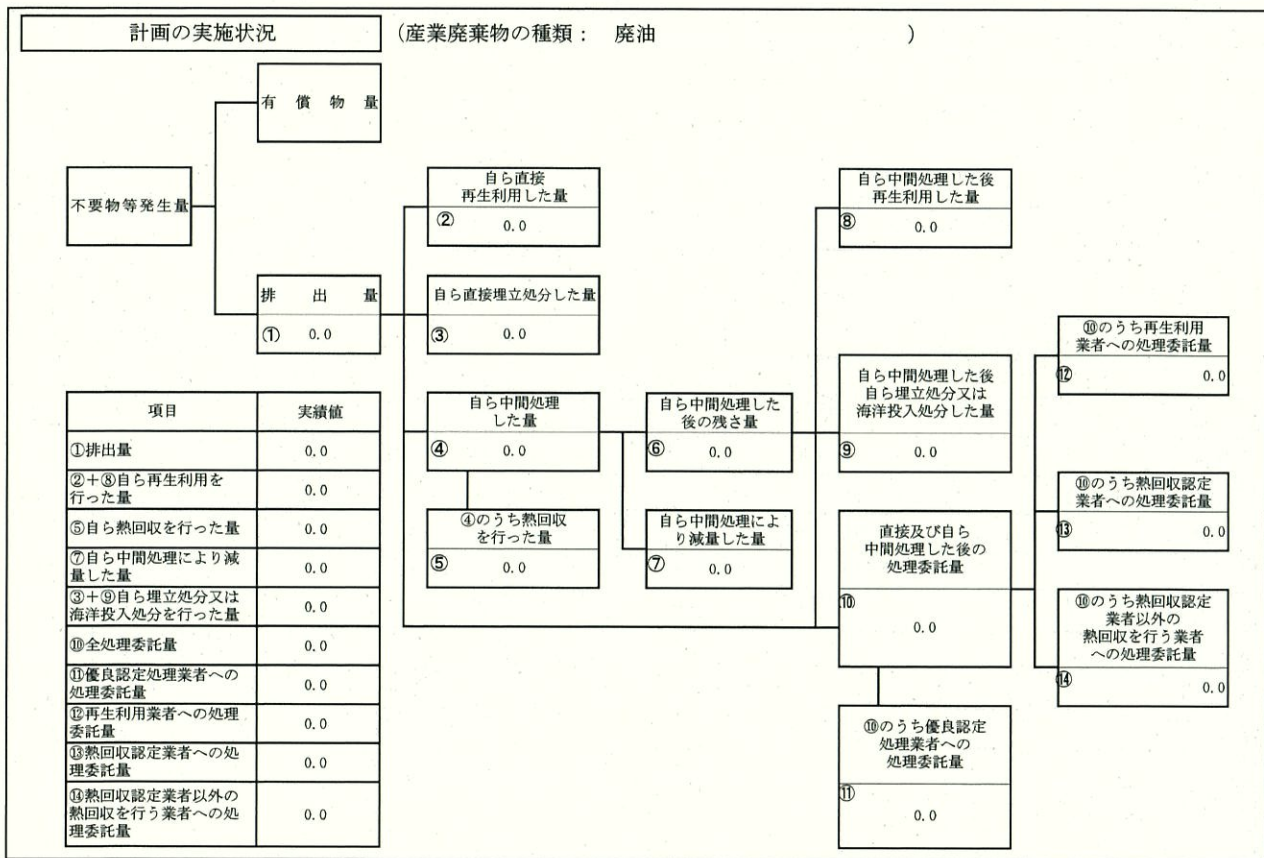 計画の実施状況
(産業廃棄物の種類： 廃油 )
有償物量
不要物等発生量
排出量
① 0.0
自ら直接
再生利用した量
② 0.0
自ら直接埋立処分した量
③ 0.0
自ら中間処理
した量
④ 0.0
④のうち熱回収
を行った量
⑤ 0.0
自ら中間処理した
後の残さ量
⑥ 0.0
自ら中間処理によ
り減量した量
⑦ 0.0
自ら中間処理した後
再生利用した量
⑧ 0.0
自ら中間処理した後
自ら埋立処分又は
海洋投入処分した量
⑨ 0.0
直接及び自ら
中間処理した後の
処理委託量
⑩ 0.0
⑩のうち優良認定
処理業者への
処理委託量
⑪ 0.0
⑩のうち再生利用
業者への処理委託量
⑫ 0.0
⑩のうち熱回収認定
業者への処理委託量
⑬ 0.0
⑩のうち熱回収認定
業者以外の
熱回収を行う業者
への処理委託量
⑭ 0.0
項目 実績値
①排出量 0.0
②＋⑧自ら再生利用を
行った量 0.0
⑤自ら熱回収を行った量 0.0
⑦自ら中間処理により減
量した量 0.0
③＋⑨自ら埋立処分又は
海洋投入処分を行った量 0.0
⑩全処理委託量 0.0
⑪優良認定処理業者への
処理委託量 0.0
⑫再生利用業者への処理
委託量 0.0
⑬熱回収認定業者への処
理委託量 0.0
⑭熱回収認定業者以外の
熱回収を行う業者への処
理委託量 0.0